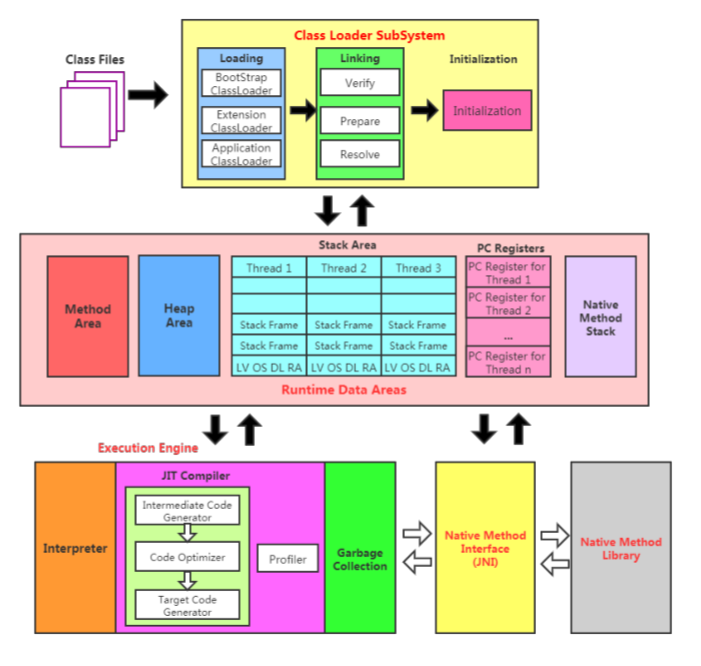 Class Loader SubSystem
Class Files
Loading
Linking
Initialization
BootStrap
ClassLoader
Extension
ClassLoader
Application
ClassLoader
Verify
Prepare
Resolve
Initialization
Stack Area
PC Registers
Method
Area
Heap
Area
Thread 1
Thread 2
Thread 3
Stack Frame
Stack Frame
Stack Frame
Stack Frame
Stack Frame
Stack Frame
LV OS DL RA
LV OS DL RA
LV OS DL RA
PC Register for
Thread 1
PC Register for
Thread 2
...
PC Register for
Thread n
Native
Method
Stack
Runtime Data Areas
Execution Engine
Interpreter
JIT Compiler
Intermediate Code
Generator
Code Optimizer
Target Code
Generator
Profiler
Garbage
Collection
Native Method
Interface
(JNI)
Native Method
Library